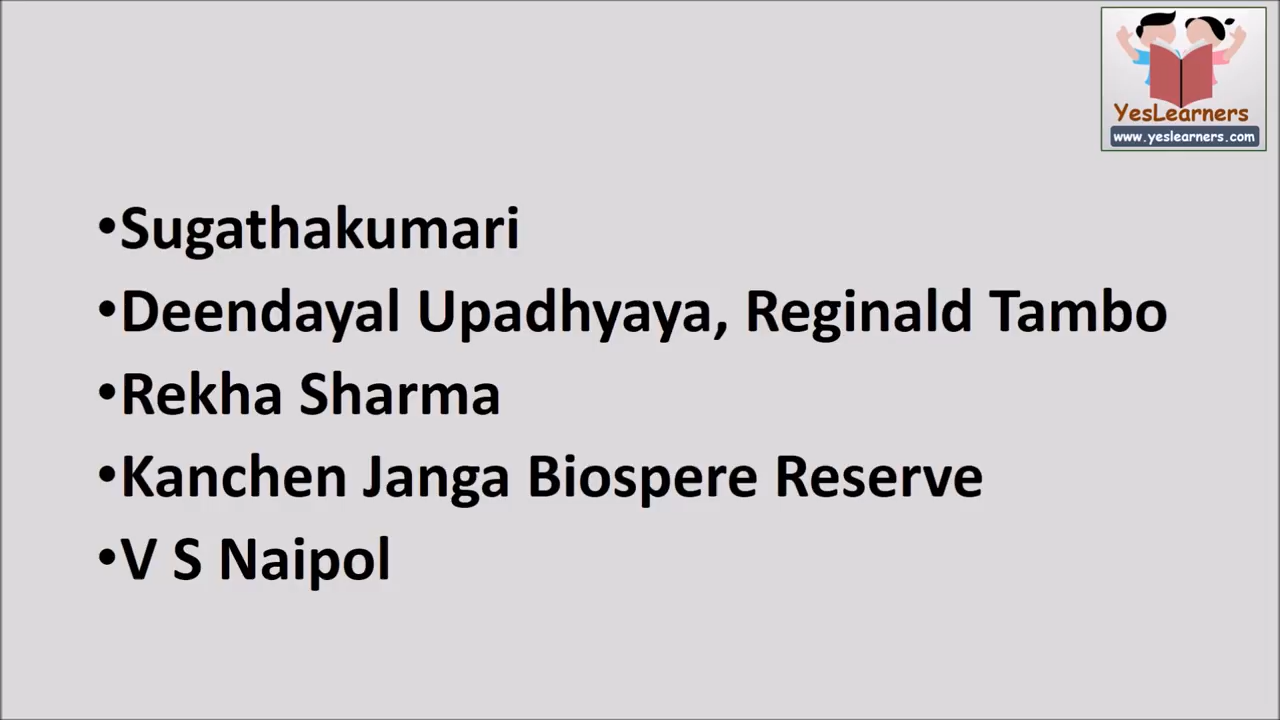 YesLearners
www.yeslearners.com
•Sugathakumari
•Deendayal Upadhyaya, Reginald Tambo
•Rekha Sharma
•Kanchen Janga Biospere Reserve
•V S Naipol